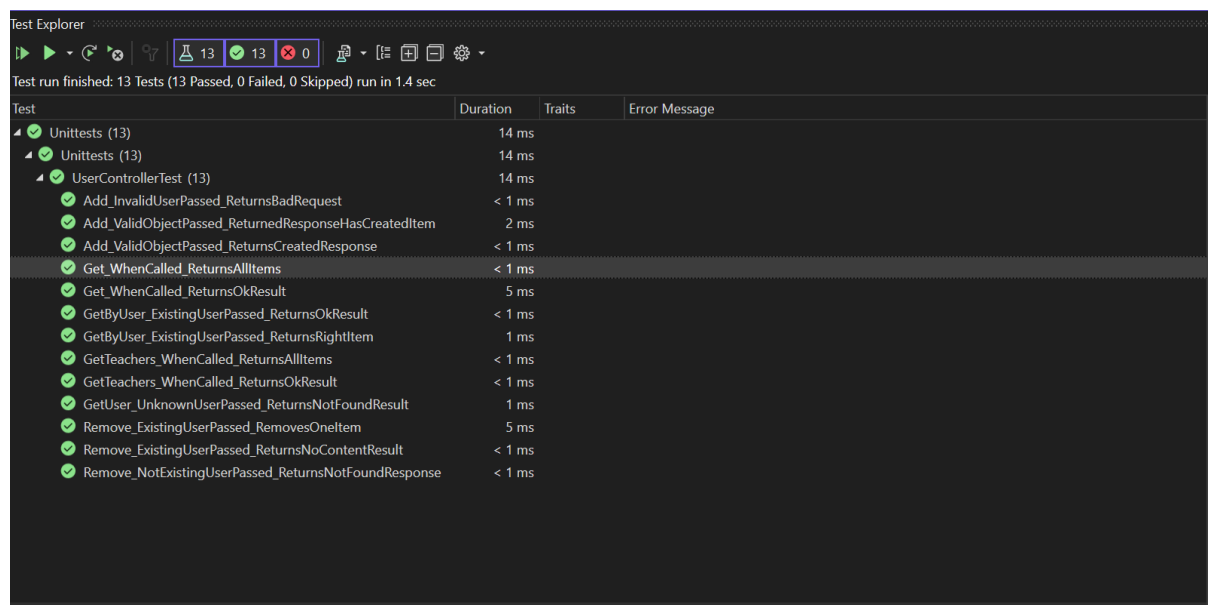 Test Explorer
13 13 0
Test run finished: 13 Tests (13 Passed, 0 Failed, 0 Skipped) run in 1.4 sec
Test Duration Traits Error Message
Unittests (13) 14 ms
Unittests (13) 14 ms
UserControllerTest (13) 14 ms
Add_InvalidUserPassed_ReturnsBadRequest < 1 ms
Add_ValidObjectPassed_ReturnedResponseHasCreatedItem 2 ms
Add_ValidObjectPassed_ReturnsCreatedResponse < 1 ms
Get_WhenCalled_ReturnsAllItems < 1 ms
Get_WhenCalled_ReturnsOkResult 5 ms
GetByUser_ExistingUserPassed_ReturnsOkResult < 1 ms
GetByUser_ExistingUserPassed_ReturnsRightItem 1 ms
GetTeachers_WhenCalled_ReturnsAllItems < 1 ms
GetTeachers_WhenCalled_ReturnsOkResult < 1 ms
GetUser_UnknownUserPassed_ReturnsNotFoundResult 1 ms
Remove_ExistingUserPassed_RemovesOneItem 5 ms
Remove_ExistingUserPassed_ReturnsNoContentResult < 1 ms
Remove_NotExistingUserPassed_ReturnsNotFoundResponse < 1 ms